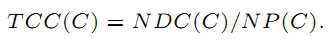 TCC(C) = NDC(C)/NP(C).